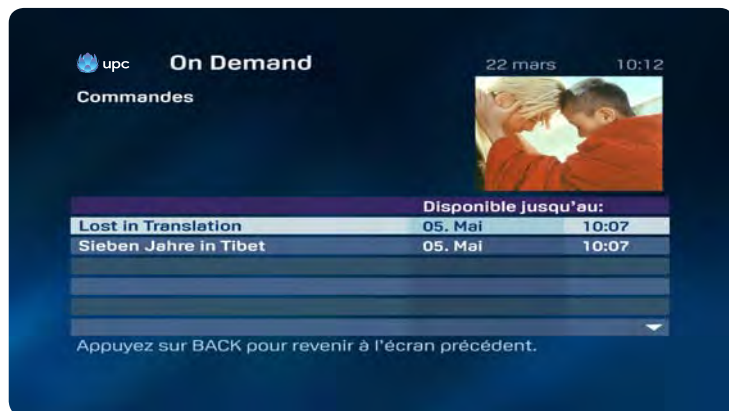 upc On Demand 22 mars 10:12
Commandes
Disponible jusqu'au:
Lost in Translation 05. Mai 10:07
Sieben Jahre in Tibet 05. Mai 10:07
Appuyez sur BACK pour revenir à l'écran précédent.